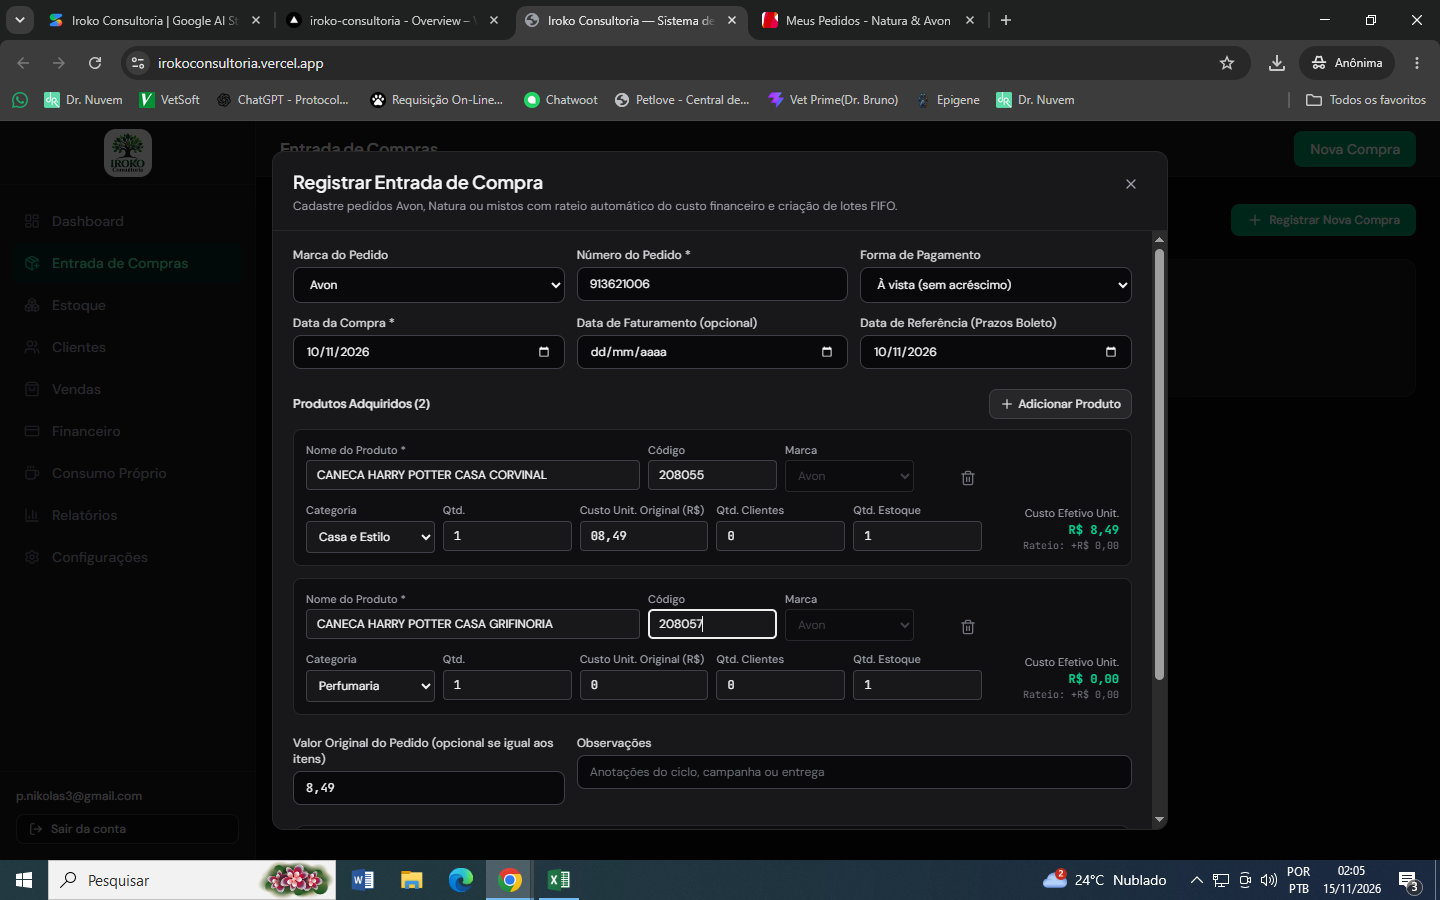 Iroko Consultoria | Google AI St
iroko-consultoria - Overview –
Iroko Consultoria — Sistema de
Meus Pedidos - Natura & Avon
irokoconsultoria.vercel.app
Anônima
Dr. Nuvem
VetSoft
ChatGPT - Protocol...
Requisição On-Line...
Chatwoot
Petlove - Central de...
Vet Prime(Dr. Bruno)
Epigene
Dr. Nuvem
Todos os favoritos
IROKO
Consultoria
Entrada de Compras
Nova Compra
Dashboard
Entrada de Compras
Estoque
Clientes
Vendas
Financeiro
Consumo Próprio
Relatórios
Configurações
p.nikolas3@gmail.com
Sair da conta
Registrar Nova Compra
Registrar Entrada de Compra
Cadastre pedidos Avon, Natura ou mistos com rateio automático do custo financeiro e criação de lotes FIFO.
Marca do Pedido
Número do Pedido *
Forma de Pagamento
Avon
913621006
À vista (sem acréscimo)
Data da Compra *
Data de Faturamento (opcional)
Data de Referência (Prazos Boleto)
10/11/2026
dd/mm/aaaa
10/11/2026
Produtos Adquiridos (2)
+ Adicionar Produto
Nome do Produto *
Código
Marca
CANECA HARRY POTTER CASA CORVINAL
208055
Avon
Categoria
Qtd.
Custo Unit. Original (R$)
Qtd. Clientes
Qtd. Estoque
Custo Efetivo Unit.
Casa e Estilo
1
08,49
0
1
R$ 8,49
Rateio: +R$ 0,00
Nome do Produto *
Código
Marca
CANECA HARRY POTTER CASA GRIFINORIA
208057
Avon
Categoria
Qtd.
Custo Unit. Original (R$)
Qtd. Clientes
Qtd. Estoque
Custo Efetivo Unit.
Perfumaria
1
0
0
1
R$ 0,00
Rateio: +R$ 0,00
Valor Original do Pedido (opcional se igual aos
itens)
8,49
Observações
Anotações do ciclo, campanha ou entrega
Pesquisar
2
24°C Nublado
POR
PTB
02:05
15/11/2026
3